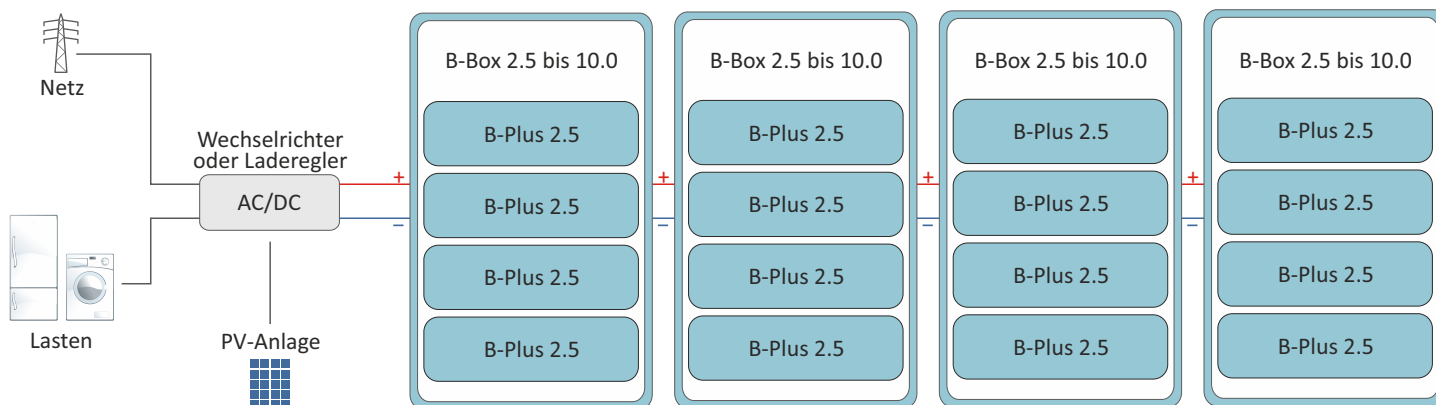 Netz
Wechselrichter
oder Laderegler
AC/DC
Lasten
PV-Anlage
+
–
B-Box 2.5 bis 10.0
B-Plus 2.5
B-Plus 2.5
B-Plus 2.5
B-Plus 2.5
+
–
B-Box 2.5 bis 10.0
B-Plus 2.5
B-Plus 2.5
B-Plus 2.5
B-Plus 2.5
+
–
B-Box 2.5 bis 10.0
B-Plus 2.5
B-Plus 2.5
B-Plus 2.5
B-Plus 2.5
+
–
B-Box 2.5 bis 10.0
B-Plus 2.5
B-Plus 2.5
B-Plus 2.5
B-Plus 2.5